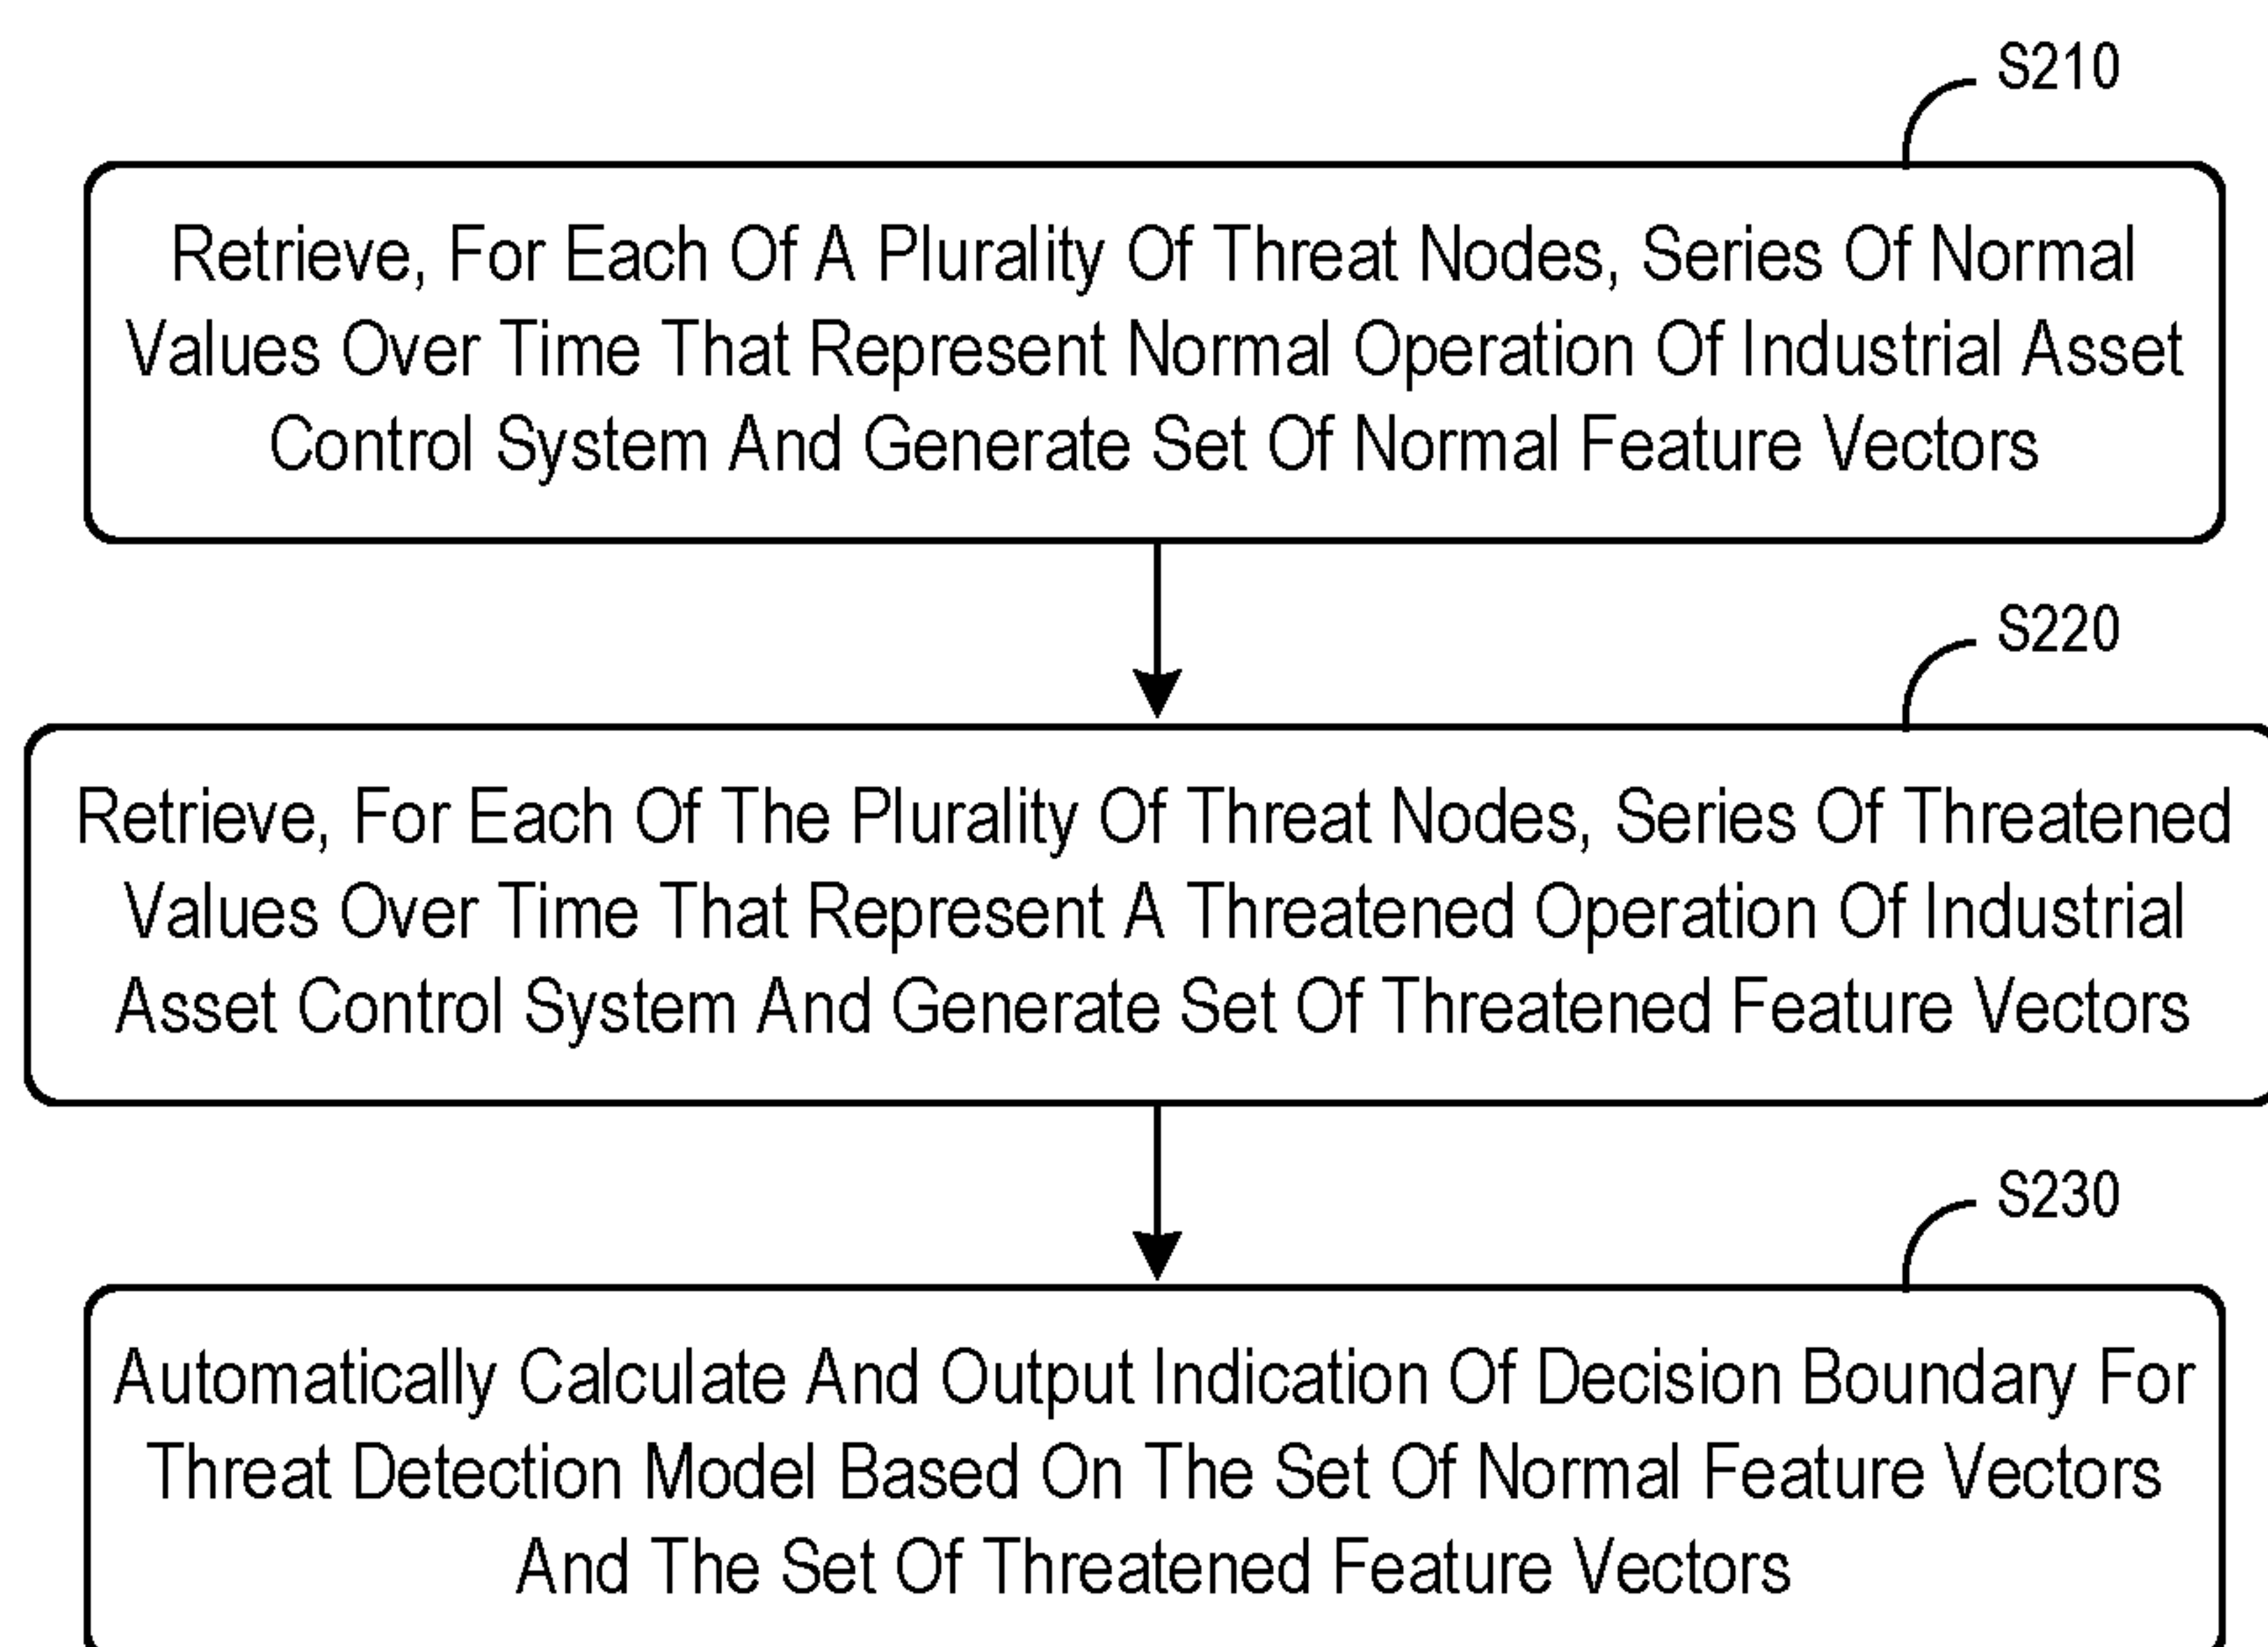 S210
Retrieve, For Each Of A Plurality Of Threat Nodes, Series Of Normal
Values Over Time That Represent Normal Operation Of Industrial Asset
Control System And Generate Set Of Normal Feature Vectors
S220
Retrieve, For Each Of The Plurality Of Threat Nodes, Series Of Threatened
Values Over Time That Represent A Threatened Operation Of Industrial
Asset Control System And Generate Set Of Threatened Feature Vectors
S230
Automatically Calculate And Output Indication Of Decision Boundary For
Threat Detection Model Based On The Set Of Normal Feature Vectors
And The Set Of Threatened Feature Vectors